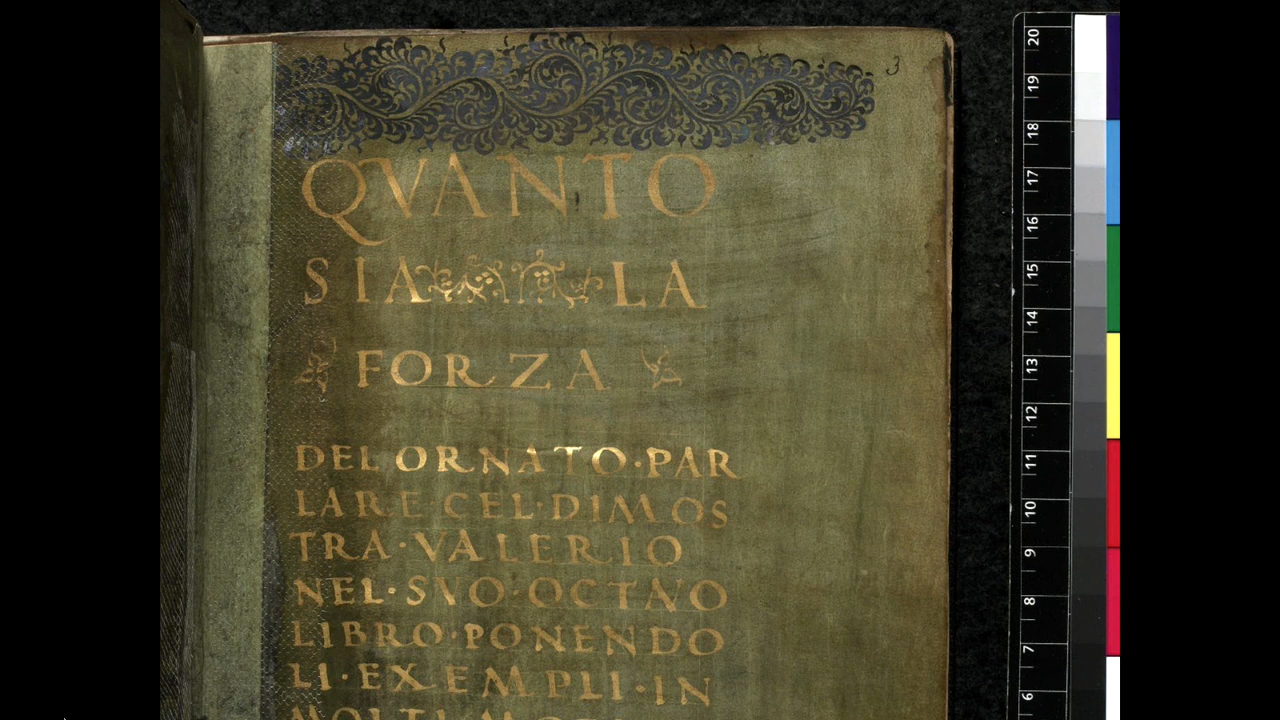 3
QVANTO
SIA LA
FORZA
DEL ORNATO·PAR
LARE CEL·DIMOS
TRA·VALERIO
NEL·SVO·OCTAVO
LIBRO·PONENDO
LI·EXEMPLI·IN
20
19
18
17
16
15
14
13
12
11
10
9
8
7
6